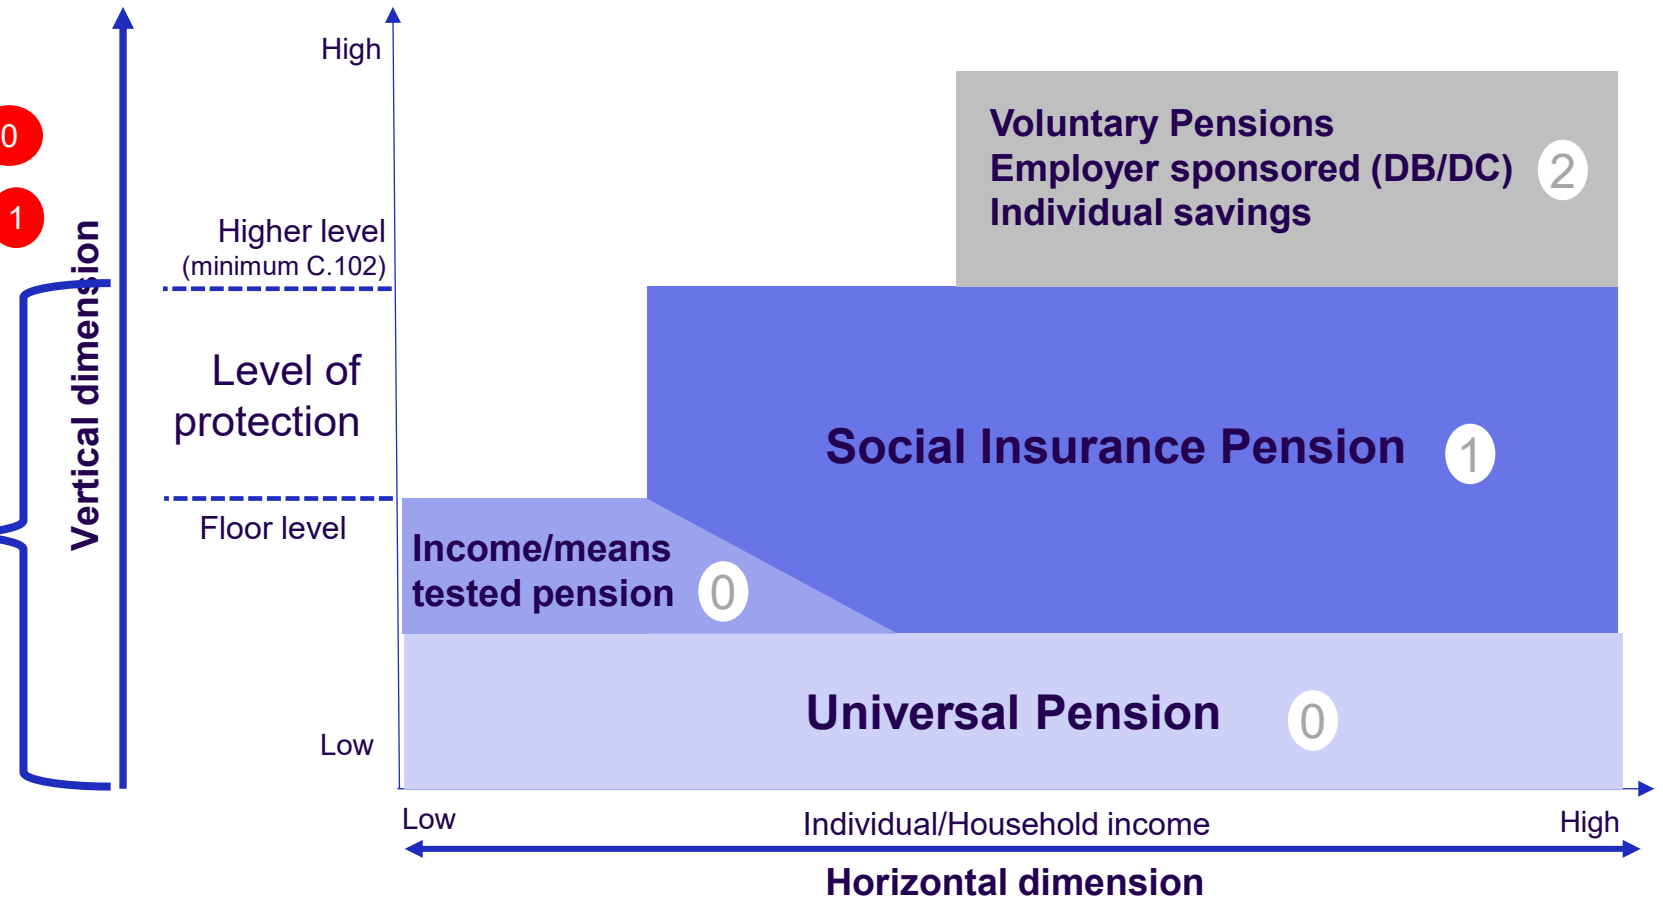 High
0
1
Vertical dimension
Higher level
(minimum C.102)
Level of
protection
Floor level
Low
Voluntary Pensions
Employer sponsored (DB/DC)
Individual savings
2
Social Insurance Pension
1
Income/means
tested pension
0
Universal Pension
0
Low
Individual/Household income
High
Horizontal dimension